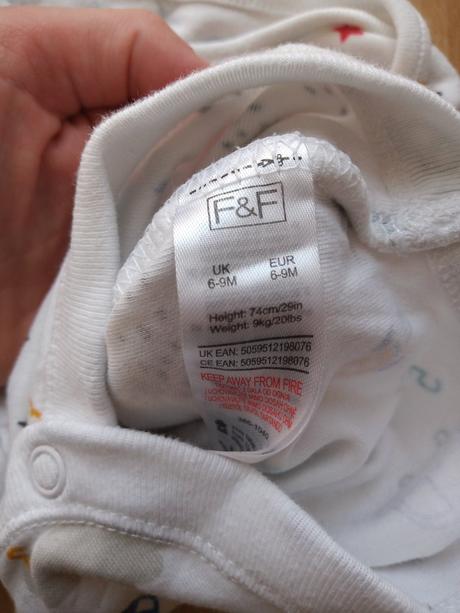 F&F
UK EUR
6-9M 6-9M
Height: 74cm/29in
Weight: 9kg/20lbs
UK EAN: 5059512198076
CE EAN: 5059512198076
KEEP AWAY FROM FIRE
5